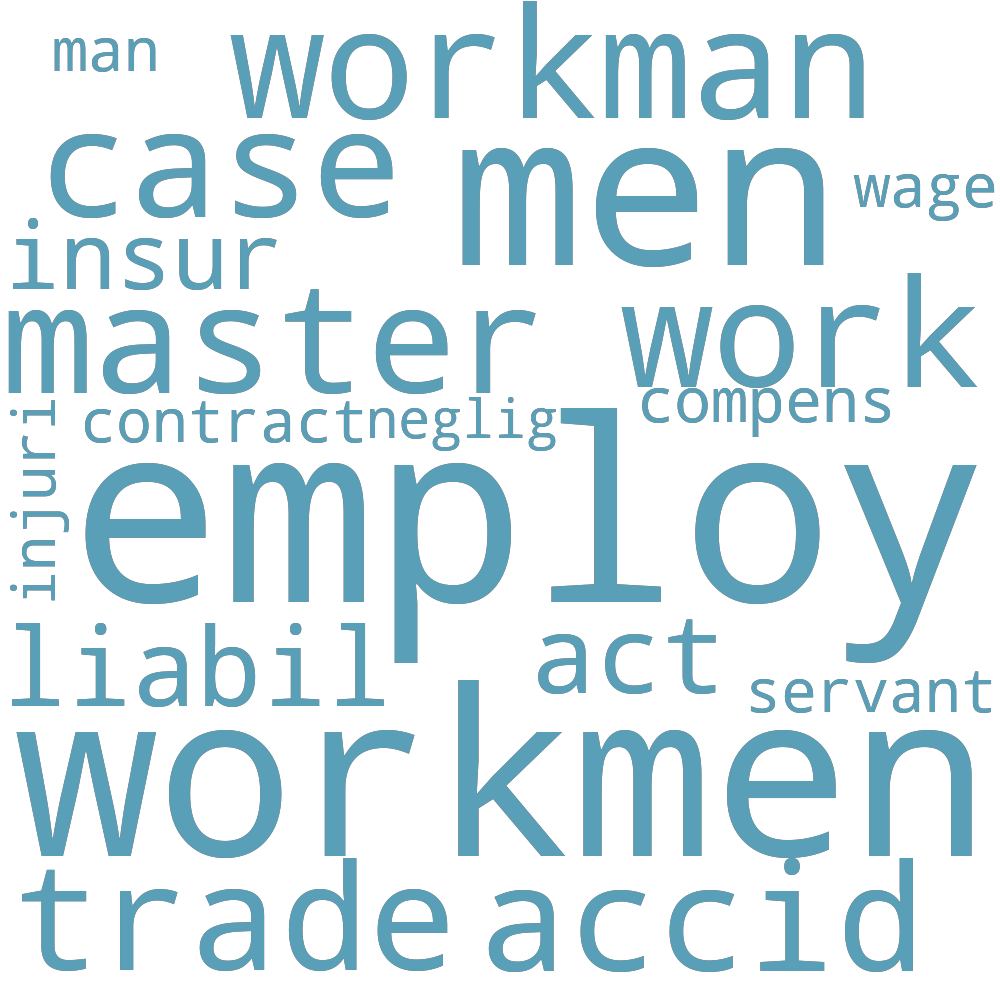 man
workman
case
men
wage
insur
master
work
contract
neglig
compens
injuri
employ
liabil
act
servant
workmen
trade
accid